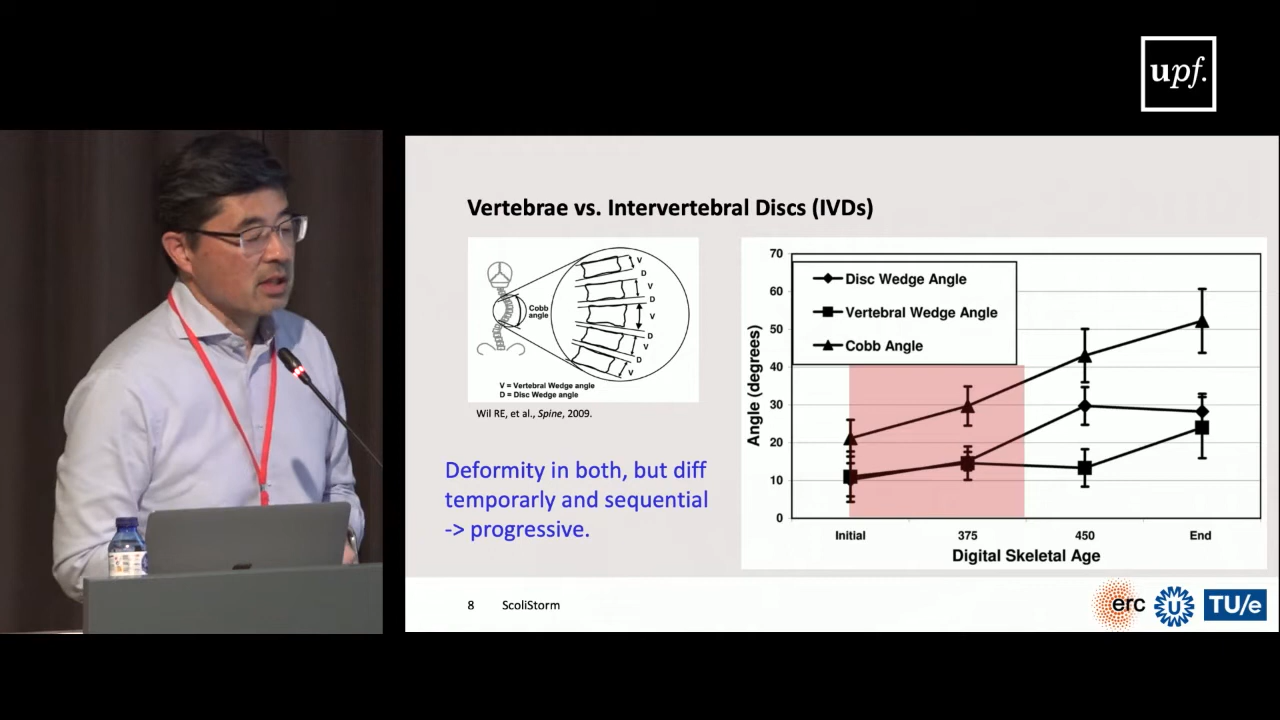 upf.
Vertebrae vs. Intervertebral Discs (IVDs)
Cobb
angle
V
D
V
D
V
D
V
D
V
V = Vertebral Wedge angle
D = Disc Wedge angle
Wil RE, et al., Spine, 2009.
Deformity in both, but diff
temporarly and sequential
-> progressive.
Angle (degrees)
70
60
50
40
30
20
10
0
Disc Wedge Angle
Vertebral Wedge Angle
Cobb Angle
Initial
375
450
End
Digital Skeletal Age
8 ScoliStorm
erc
U
TU/e